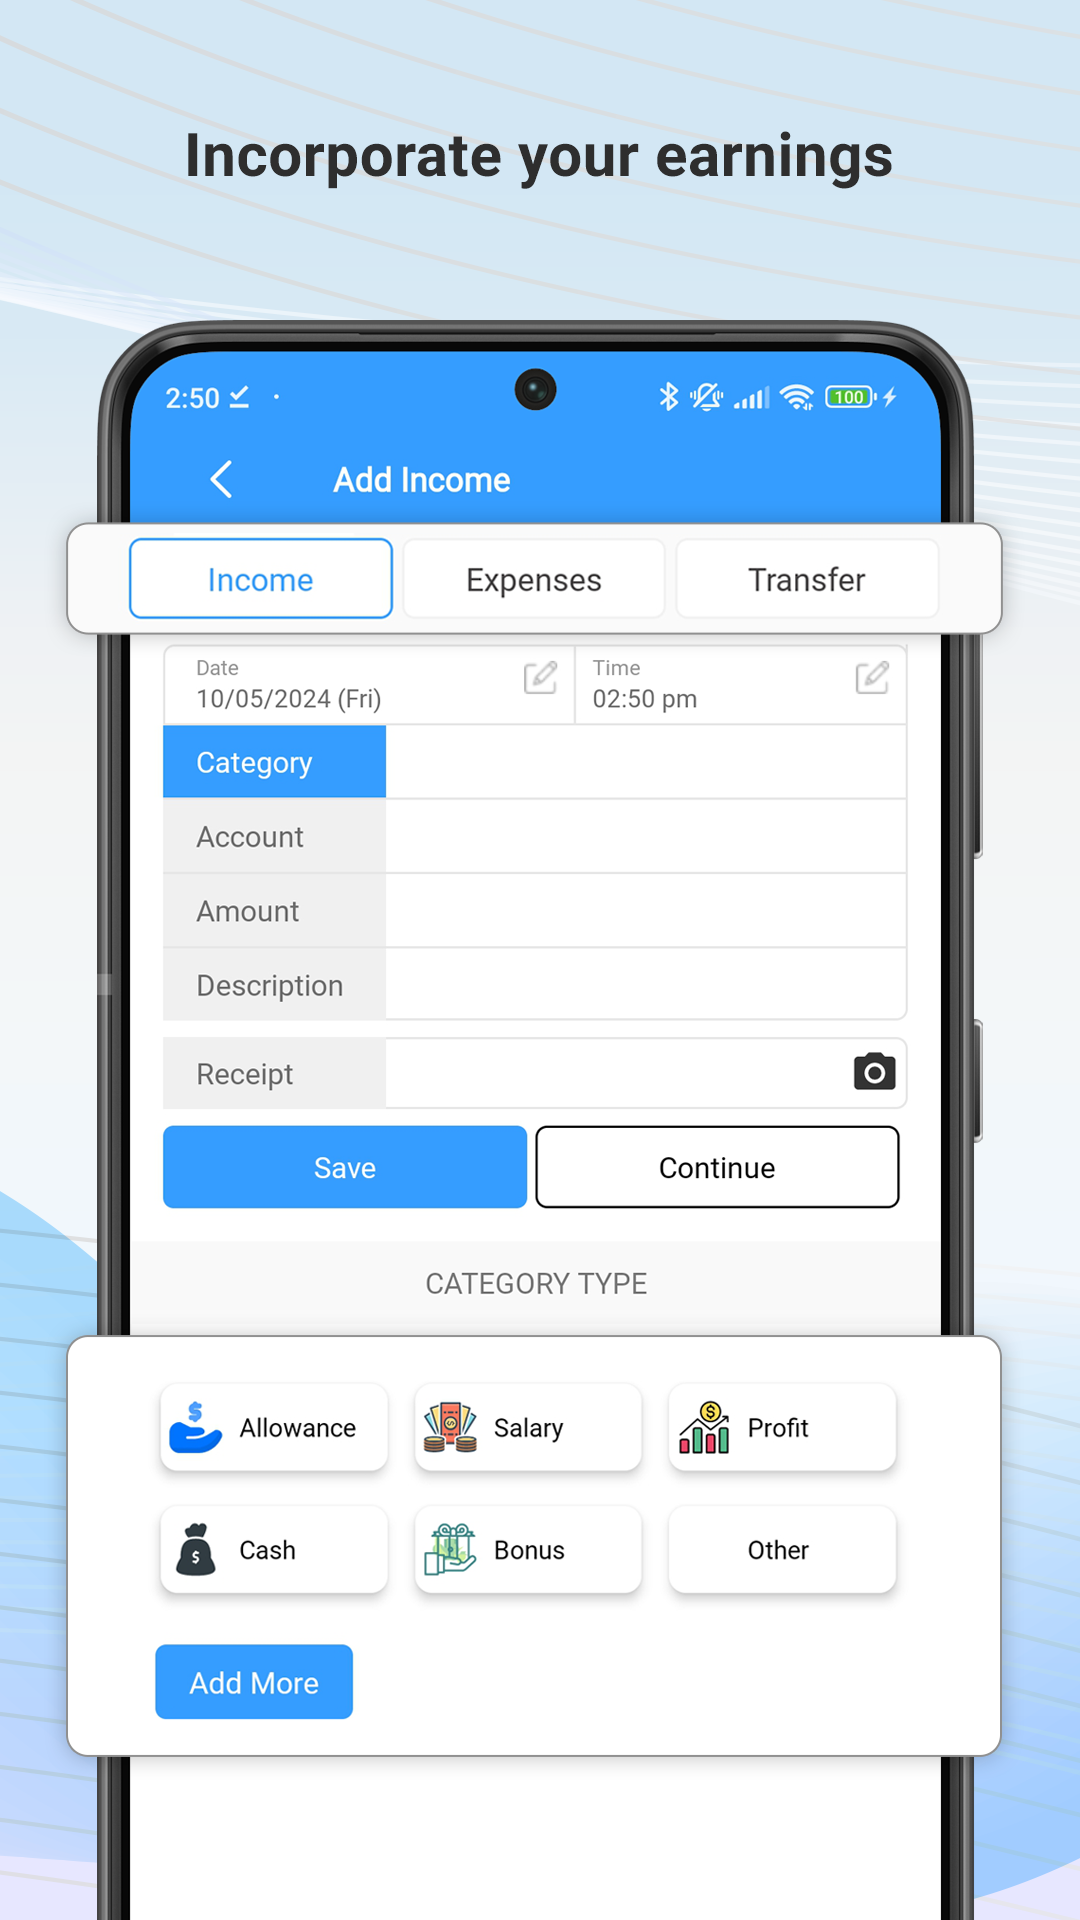 Incorporate your earnings
2:50
100
Add Income
Income Expenses Transfer
Date Time
10/05/2024 (Fri) 02:50 pm
Category
Account
Amount
Description
Receipt
Save Continue
CATEGORY TYPE
Allowance Salary Profit
Cash Bonus Other
Add More